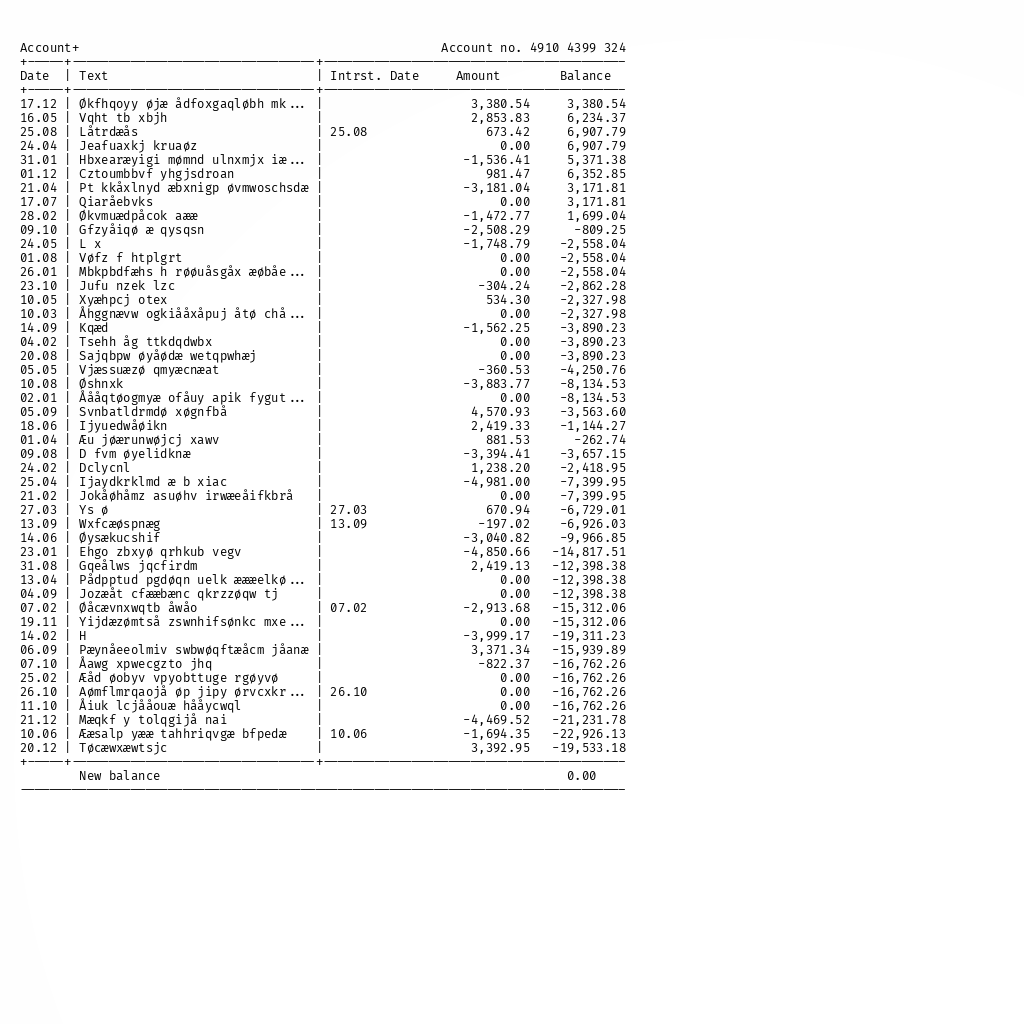 Account+ Account no. 4910 4399 324
Date | Text | Intrst. Date Amount Balance
17.12 | Økfhqoyy øjæ ådfoxgaqløbh mk... | 3,380.54 3,380.54
16.05 | Vqht tb xbjh | 2,853.83 6,234.37
25.08 | Låtrdæås | 25.08 673.42 6,907.79
24.04 | Jeafuaxkj kruaøz | 0.00 6,907.79
31.01 | Hbxearæyigi mømnd ulnxmjx iæ... | -1,536.41 5,371.38
01.12 | Cztoumbbvf yhgjsdroan | 981.47 6,352.85
21.04 | Pt kkåxlnyd æbxnigp øvmwoschsdæ | -3,181.04 3,171.81
17.07 | Qiaråebvks | 0.00 3,171.81
28.02 | Økvmuædpåcok aææ | -1,472.77 1,699.04
09.10 | Gfzyåiqø æ qysqsn | -2,508.29 -809.25
24.05 | L x | -1,748.79 -2,558.04
01.08 | Vøfz f htplgrt | 0.00 -2,558.04
26.01 | Mbkpbdfæhs h røøuåsgåx æøbåe... | 0.00 -2,558.04
23.10 | Jufu nzek lzc | -304.24 -2,862.28
10.05 | Xyæhpcj otex | 534.30 -2,327.98
10.03 | Åhggnævw ogkiååxåpuj åtø chå... | 0.00 -2,327.98
14.09 | Kqæd | -1,562.25 -3,890.23
04.02 | Tsehh åg ttkdqdwbx | 0.00 -3,890.23
20.08 | Sajqbpw øyåødæ wetqpwhæj | 0.00 -3,890.23
05.05 | Vjæssuæzø qmyæcnæat | -360.53 -4,250.76
10.08 | Øshnxk | -3,883.77 -8,134.53
02.01 | Åååqtøogmyæ ofåuy apik fygut... | 0.00 -8,134.53
05.09 | Svnbatldrmdø xøgnfbå | 4,570.93 -3,563.60
18.06 | Ijyuedwåøikn | 2,419.33 -1,144.27
01.04 | Æu jøærunwøjcj xawv | 881.53 -262.74
09.08 | D fvm øyelidknæ | -3,394.41 -3,657.15
24.02 | Dclycnl | 1,238.20 -2,418.95
25.04 | Ijaydkrklmd æ b xiac | -4,981.00 -7,399.95
21.02 | Jokåøhåmz asuøhv irwæeåifkbrå | 0.00 -7,399.95
27.03 | Ys ø | 27.03 670.94 -6,729.01
13.09 | Wxfcæøspnæg | 13.09 -197.02 -6,926.03
14.06 | Øysækucshif | -3,040.82 -9,966.85
23.01 | Ehgo zbxyø qrhkub vegv | -4,850.66 -14,817.51
31.08 | Gqeålws jqcfirdm | 2,419.13 -12,398.38
13.04 | Pådpptud pgdøqn uelk æææelkø... | 0.00 -12,398.38
04.09 | Jozæåt cfææbænc qkrzzøqw tj | 0.00 -12,398.38
07.02 | Øåcævnxwqtb åwåo | 07.02 -2,913.68 -15,312.06
19.11 | Yijdæzømtså zswnhifsønkc mxe... | 0.00 -15,312.06
14.02 | H | -3,999.17 -19,311.23
06.09 | Pæynåeeolmiv swbwøqftæåcm jåanæ | 3,371.34 -15,939.89
07.10 | Åawg xpwecgzto jhq | -822.37 -16,762.26
25.02 | Æåd øobyv vpyobttuge rgøyvø | 0.00 -16,762.26
26.10 | Aømflmrqaojå øp jipy ørvcxkr... | 26.10 0.00 -16,762.26
11.10 | Åiuk lcjååouæ hååycwql | 0.00 -16,762.26
21.12 | Mæqkf y tolqgijå nai | -4,469.52 -21,231.78
10.06 | Ææsalp yææ tahhriqvgæ bfpedæ | 10.06 -1,694.35 -22,926.13
20.12 | Tøcæwxæwtsjc | 3,392.95 -19,533.18
New balance 0.00